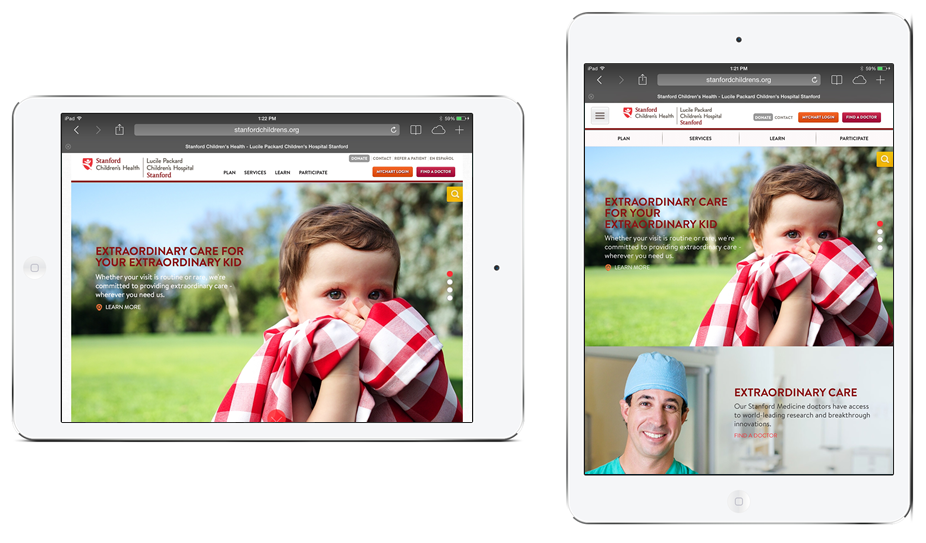 iPad
1:22 PM
59%
stanfordchildrens.org
Stanford Children's Health - Lucile Packard Children's Hospital Stanford
DONATE CONTACT REFER A PATIENT EN ESPAÑOL
Stanford
Children's Health
Lucile Packard
Children's Hospital
Stanford
PLAN SERVICES LEARN PARTICIPATE
MYCHART LOGIN FIND A DOCTOR
EXTRAORDINARY CARE FOR
YOUR EXTRAORDINARY KID
Whether your visit is routine or rare, we're
committed to providing extraordinary care -
wherever you need us.
LEARN MORE
iPad
1:21 PM
59%
stanfordchildrens.org
Stanford Children's Health - Lucile Packard Children's Hospital Stanford
Stanford
Children's Health
Lucile Packard
Children's Hospital
Stanford
DONATE CONTACT MYCHART LOGIN FIND A DOCTOR
PLAN SERVICES LEARN PARTICIPATE
EXTRAORDINARY CARE
FOR YOUR
EXTRAORDINARY KID
Whether your visit is routine or rare, we're
committed to providing extraordinary care -
wherever you need us.
LEARN MORE
EXTRAORDINARY CARE
Our Stanford Medicine doctors have access
to world-leading research and breakthrough
innovations.
FIND A DOCTOR